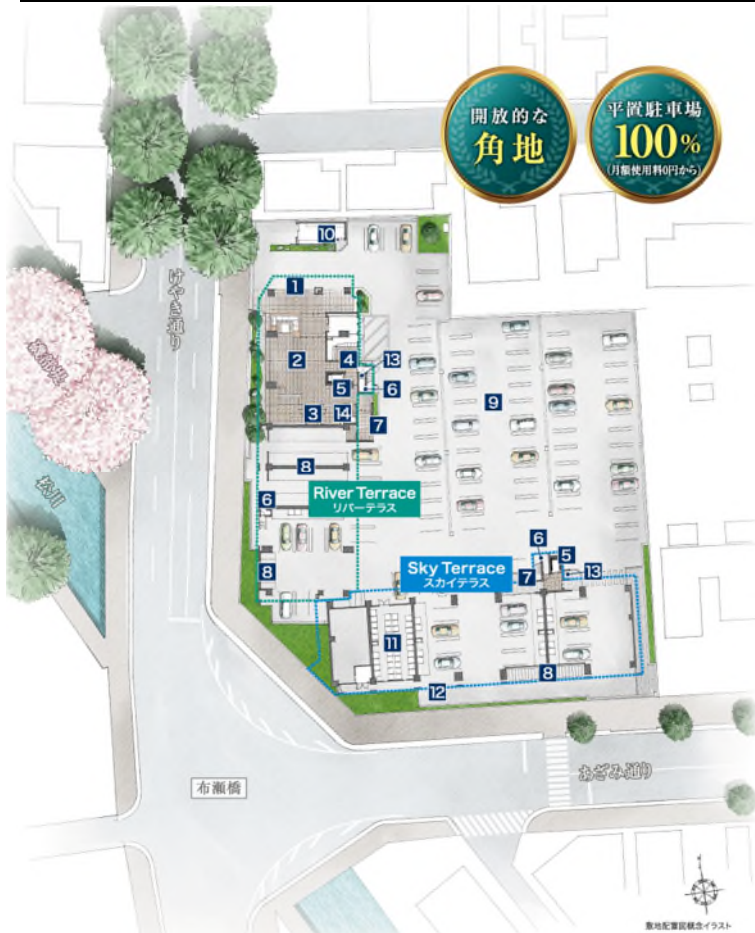 開放的な
角地
平置駐車場
100%
(月額使用料0円から)
10
1
けやき通り
2
4
13
5
6
9
3
14
7
松川
8
River Terrace
リバーテラス
6
Sky Terrace
スカイテラス
6
5
7
13
8
11
8
12
布瀬橋
あざみ通り
敷地配置図概念イラスト